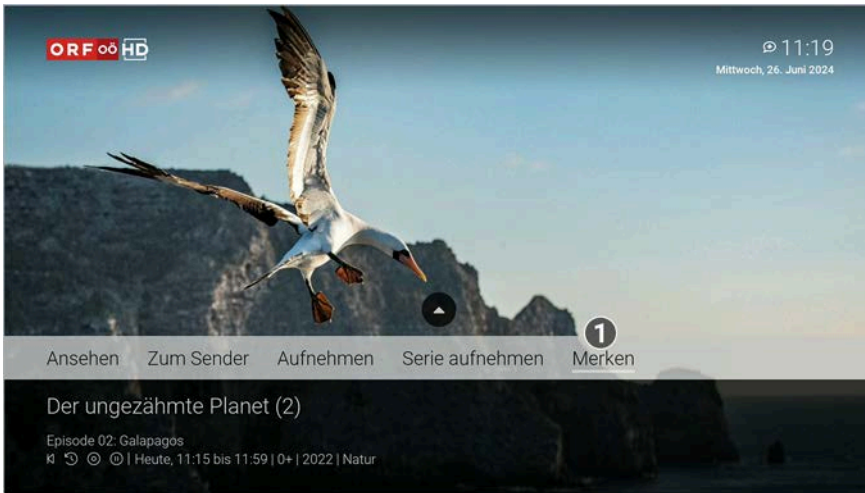 ORF oö HD
11:19
Mittwoch, 26. Juni 2024
1
Ansehen Zum Sender Aufnehmen Serie aufnehmen Merken
Der ungezähmte Planet (2)
Episode 02: Galapagos
| Heute, 11:15 bis 11:59 | 0+ | 2022 | Natur